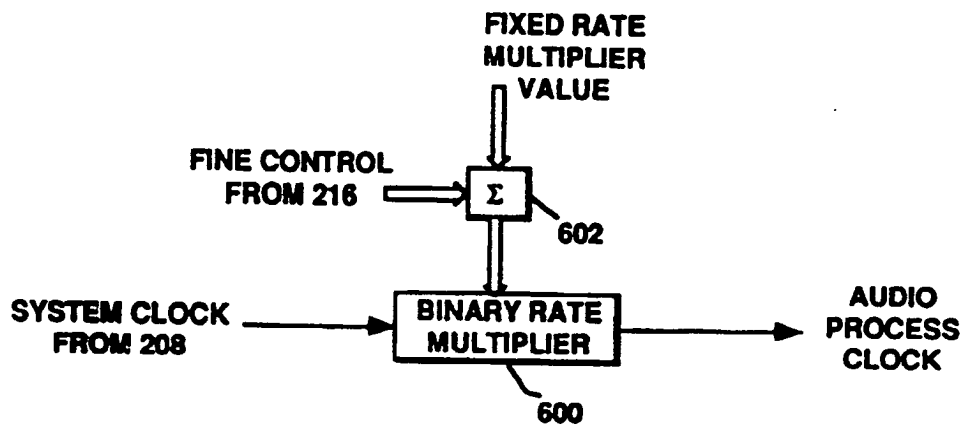 FIXED RATE
MULTIPLIER
VALUE
FINE CONTROL
FROM 216
Σ
602
SYSTEM CLOCK
FROM 208
BINARY RATE
MULTIPLIER
AUDIO
PROCESS
CLOCK
600